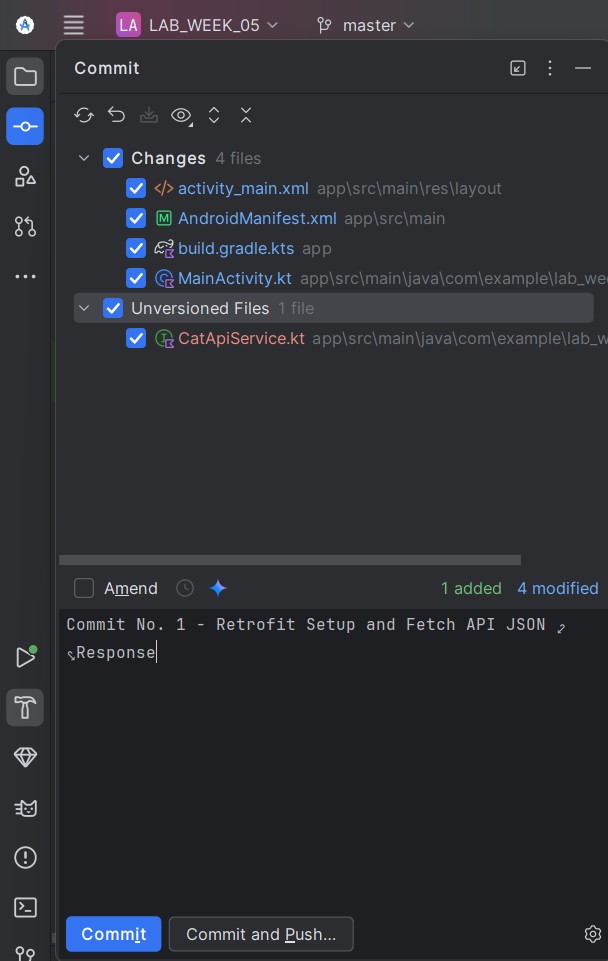 LA LAB_WEEK_05 master
Commit
Changes 4 files
activity_main.xml app\src\main\res\layout
AndroidManifest.xml app\src\main
build.gradle.kts app
MainActivity.kt app\src\main\java\com\example\lab_wee
Unversioned Files 1 file
CatApiService.kt app\src\main\java\com\example\lab_w
Amend 1 added 4 modified
Commit No. 1 - Retrofit Setup and Fetch API JSON
Response
Commit Commit and Push...